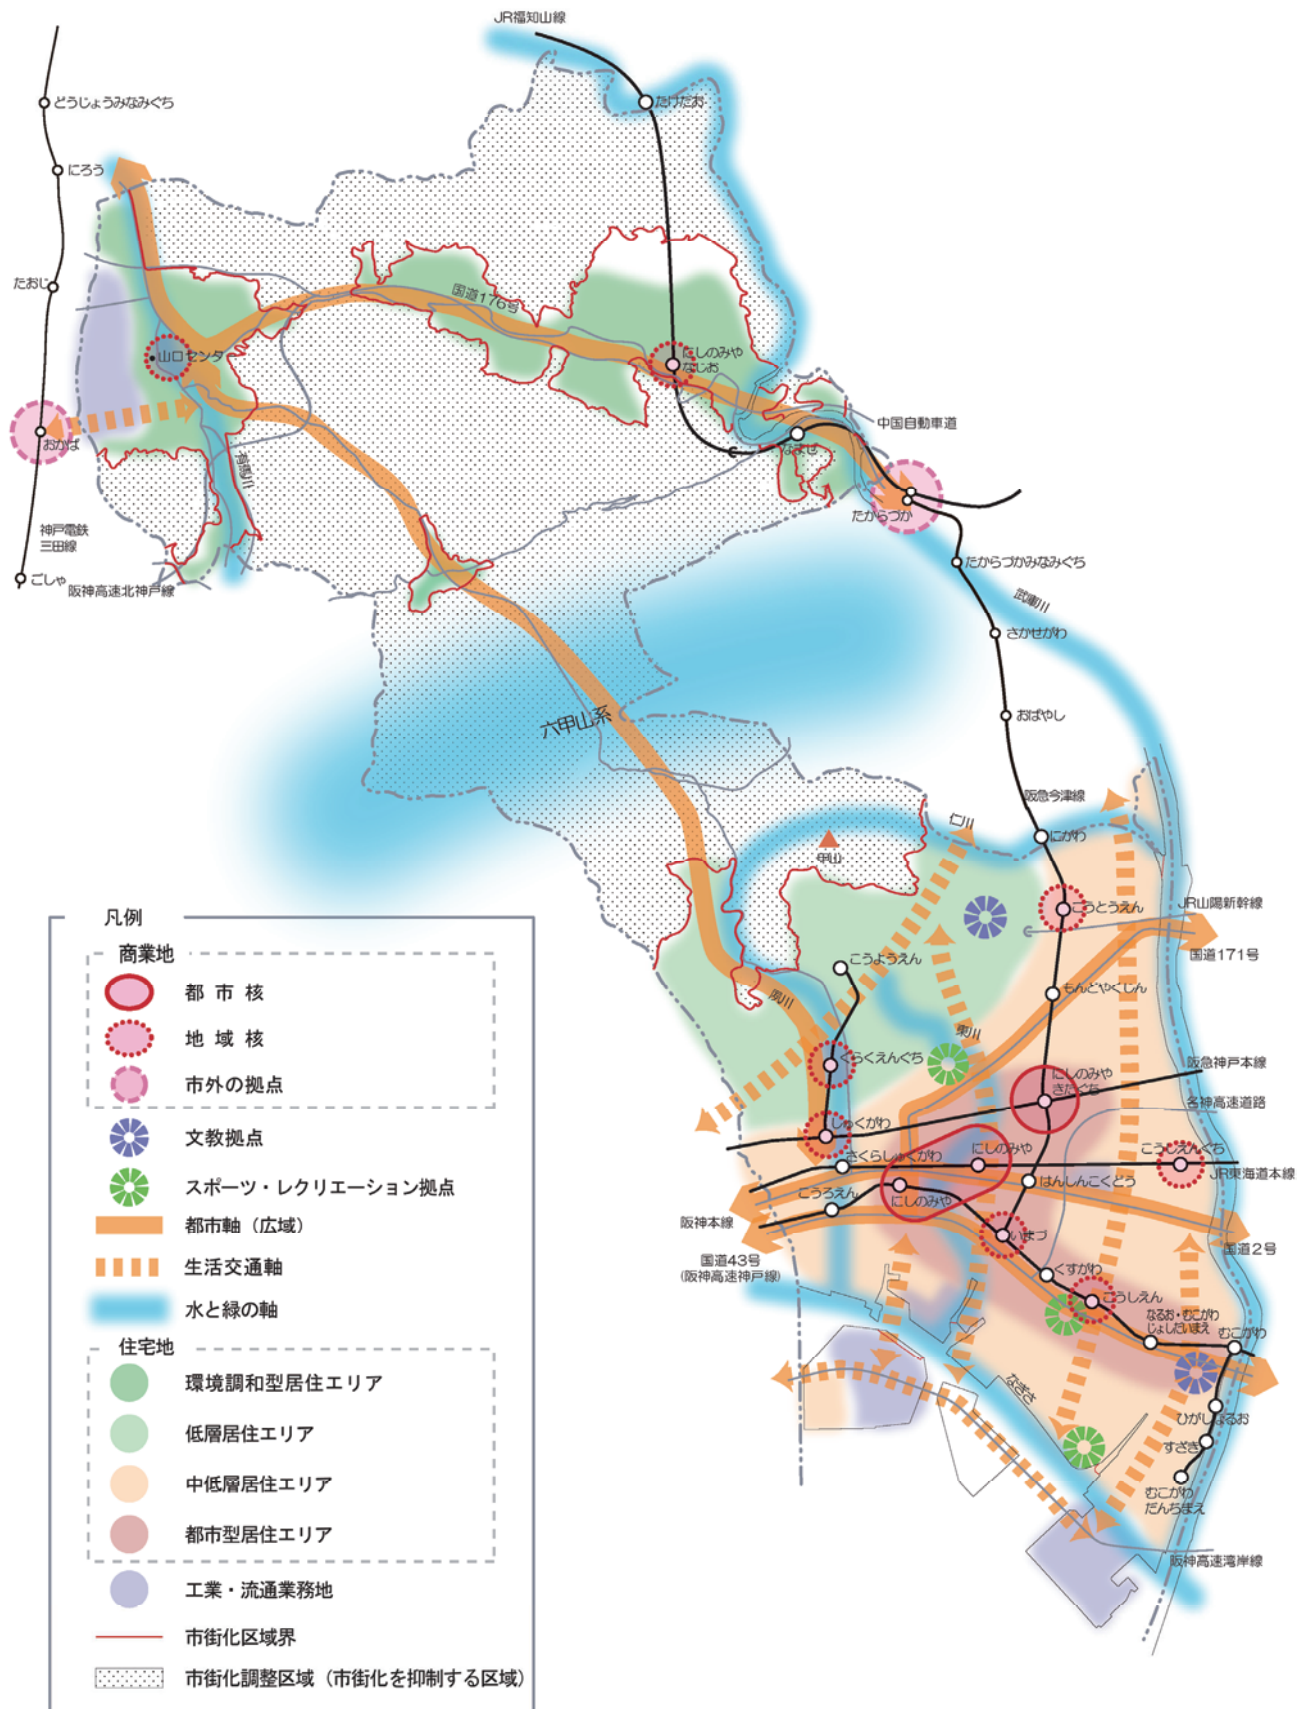 JR福知山線
たけだお
どうじょうみなみぐち
にろう
たおじ
国道176号
山口センター
にしのみや
なじお
おかば
中国自動車道
なまぜ
有馬川
たからづか
神戸電鉄
三田線
ごしゃ
阪神高速北神戸線
たからづかみなみぐち
武庫川
さかせがわ
六甲山系
おばやし
阪急今津線
仁川
にがわ
甲山
こうとうえん
JR山陽新幹線
国道171号
こうようえん
もんどやくじん
夙川
東川
くらくえんぐち
にしのみや
きたぐち
阪急神戸本線
名神高速道路
しゅくがわ
さくらしゅくがわ
にしのみや
こうしえんぐち
JR東海道本線
はんしんこくどう
こうろえん
にしのみや
阪神本線
いまづ
国道2号
国道43号
(阪神高速神戸線)
くすがわ
こうしえん
なるお・むこがわ
じょしだいまえ
むこがわ
なぎさ
ひがしなるお
すざき
むこがわ
だんちまえ
阪神高速湾岸線
凡例
商業地
都市核
地域核
市外の拠点
文教拠点
スポーツ・レクリエーション拠点
都市軸（広域）
生活交通軸
水と緑の軸
住宅地
環境調和型居住エリア
低層居住エリア
中低層居住エリア
都市型居住エリア
工業・流通業務地
市街化区域界
市街化調整区域（市街化を抑制する区域）